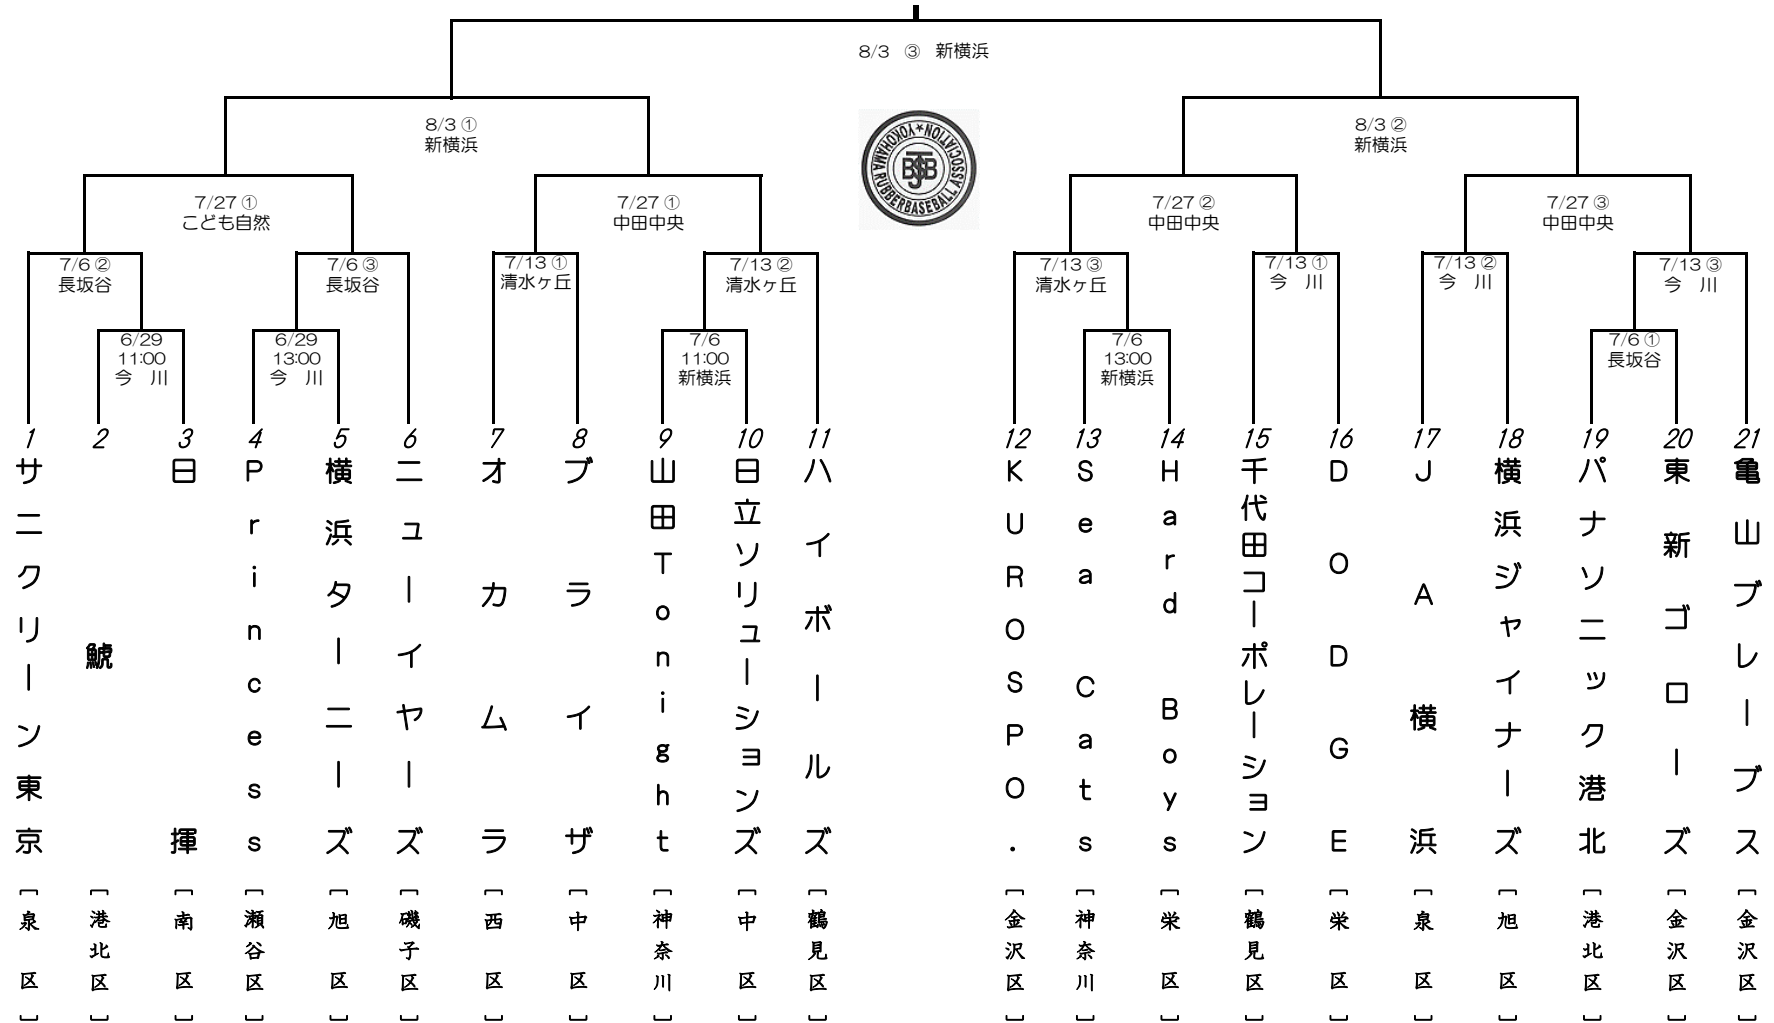 8/3 ③ 新横浜
8/3 ①
新横浜
8/3 ②
新横浜
YOKOHAMA RUBBERBASEBALL ASSOCIATION
7/27 ①
こども自然
7/27 ①
中田中央
7/27 ②
中田中央
7/27 ③
中田中央
7/6 ②
長坂谷
7/6 ③
長坂谷
7/13 ①
清水ヶ丘
7/13 ②
清水ヶ丘
7/13 ③
清水ヶ丘
7/13 ①
今 川
7/13 ②
今 川
7/13 ③
今 川
6/29
11:00
今 川
6/29
13:00
今 川
7/6
11:00
新横浜
7/6
13:00
新横浜
7/6 ①
長坂谷
1
サニクリーン東京
[泉区]
2
鯱
[港北区]
3
日揮
[南区]
4
Princess
[瀬谷区]
5
横浜ターニーズ
[旭区]
6
ニューイヤーズ
[磯子区]
7
オカムラ
[西区]
8
ブライザ
[中区]
9
山田Tonight
[神奈川]
10
日立ソリューションズ
[中区]
11
ハイボールズ
[鶴見区]
12
KUROSPO.
[金沢区]
13
Sea Cats
[神奈川]
14
Hard Boys
[栄区]
15
千代田コーポレーション
[鶴見区]
16
DODGE
[栄区]
17
JA横浜
[泉区]
18
横浜ジャイナーズ
[旭区]
19
パナソニック港北
[港北区]
20
東新ゴローズ
[金沢区]
21
亀山ブレーブス
[金沢区]